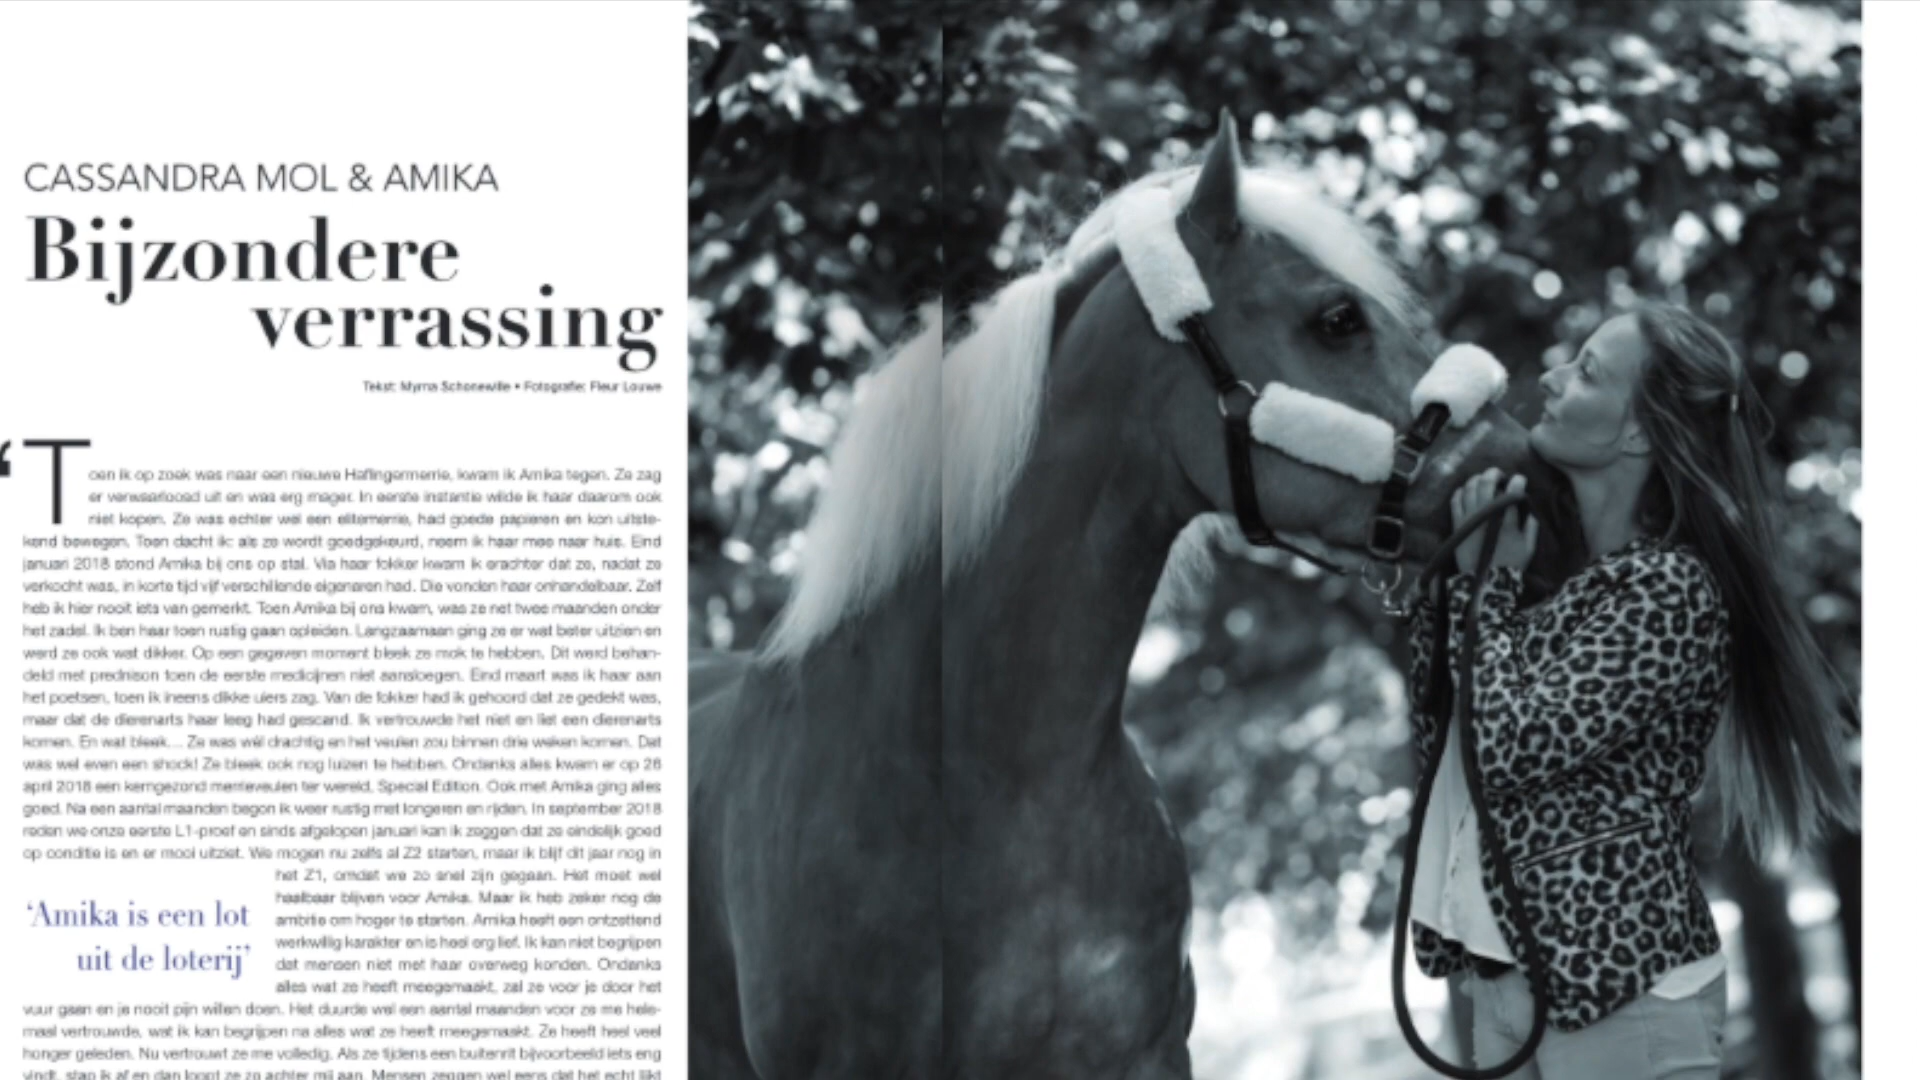 CASSANDRA MOL & AMIKA
Bijzondere
verrassing
Tekst: Myrna Schonewille • Fotografie: Fleur Louwe
‘Toen ik op zoek was naar een nieuwe Haflingermerrie, kwam ik Amika tegen. Ze zag
er verwaarloosd uit en was erg mager. In eerste instantie wilde ik haar daarom ook
niet kopen. Ze was echter wel een elitemerrie, had goede papieren en kon uitste-
kend bewegen. Toen dacht ik: als ze wordt goedgekeurd, neem ik haar mee naar huis. Eind
januari 2018 stond Amika bij ons op stal. Via haar fokker kwam ik erachter dat ze, nadat ze
verkocht was, in korte tijd vijf verschillende eigenaren had. Die vonden haar onhandelbaar. Zelf
heb ik hier nooit iets van gemerkt. Toen Amika bij ons kwam, was ze net twee maanden onder
het zadel. Ik ben haar toen rustig gaan opleiden. Langzaamaan ging ze er wat beter uitzien en
werd ze ook wat dikker. Op een gegeven moment bleek ze mok te hebben. Dit werd behan-
deld met prednison toen de eerste medicijnen niet aansloegen. Eind maart was ik haar aan
het poetsen, toen ik ineens dikke uiers zag. Van de fokker had ik gehoord dat ze gedekt was,
maar dat de dierenarts haar leeg had gescand. Ik vertrouwde het niet en liet een dierenarts
komen. En wat bleek... Ze was wél drachtig en het veulen zou binnen drie weken komen. Dat
was wel even een shock! Ze bleek ook nog luizen te hebben. Ondanks alles kwam er op 26
april 2018 een kerngezond merrieveulen ter wereld, Special Edition. Ook met Amika ging alles
goed. Na een aantal maanden begon ik weer rustig met longeren en rijden. In september 2018
reden we onze eerste L1-proef en sinds afgelopen januari kan ik zeggen dat ze eindelijk goed
op conditie is en er mooi uitziet. We mogen nu zelfs al Z2 starten, maar ik blijf dit jaar nog in
het Z1, omdat we zo snel zijn gegaan. Het moet wel
haalbaar blijven voor Amika. Maar ik heb zeker nog de
ambitie om hoger te starten. Amika heeft een ontzettend
werkwillig karakter en is heel erg lief. Ik kan niet begrijpen
dat mensen niet met haar overweg konden. Ondanks
alles wat ze heeft meegemaakt, zal ze voor je door het
‘Amika is een lot
uit de loterij’
vuur gaan en je nooit pijn willen doen. Het duurde wel een aantal maanden voor ze me hele-
maal vertrouwde, wat ik kan begrijpen na alles wat ze heeft meegemaakt. Ze heeft heel veel
honger geleden. Nu vertrouwt ze me volledig. Als ze tijdens een buitenrit bijvoorbeeld iets eng
vindt, stap ik af en dan loopt ze zo achter mij aan. Mensen zeggen wel eens dat het echt lijkt